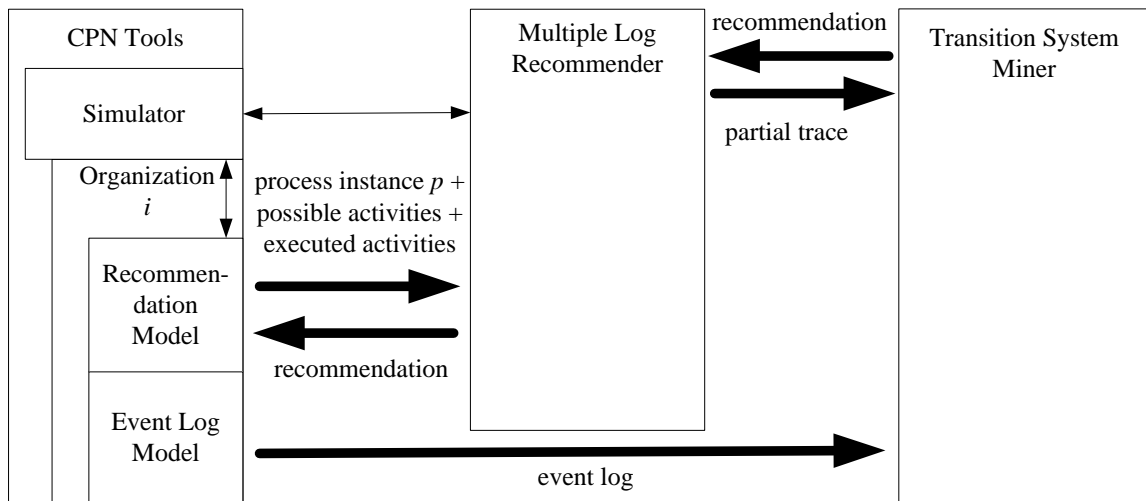 CPN Tools
Simulator
Organization
i
Recommen-
dation
Model
Event Log
Model
process instance p +
possible activities +
executed activities
recommendation
Multiple Log
Recommender
recommendation
partial trace
Transition System
Miner
event log